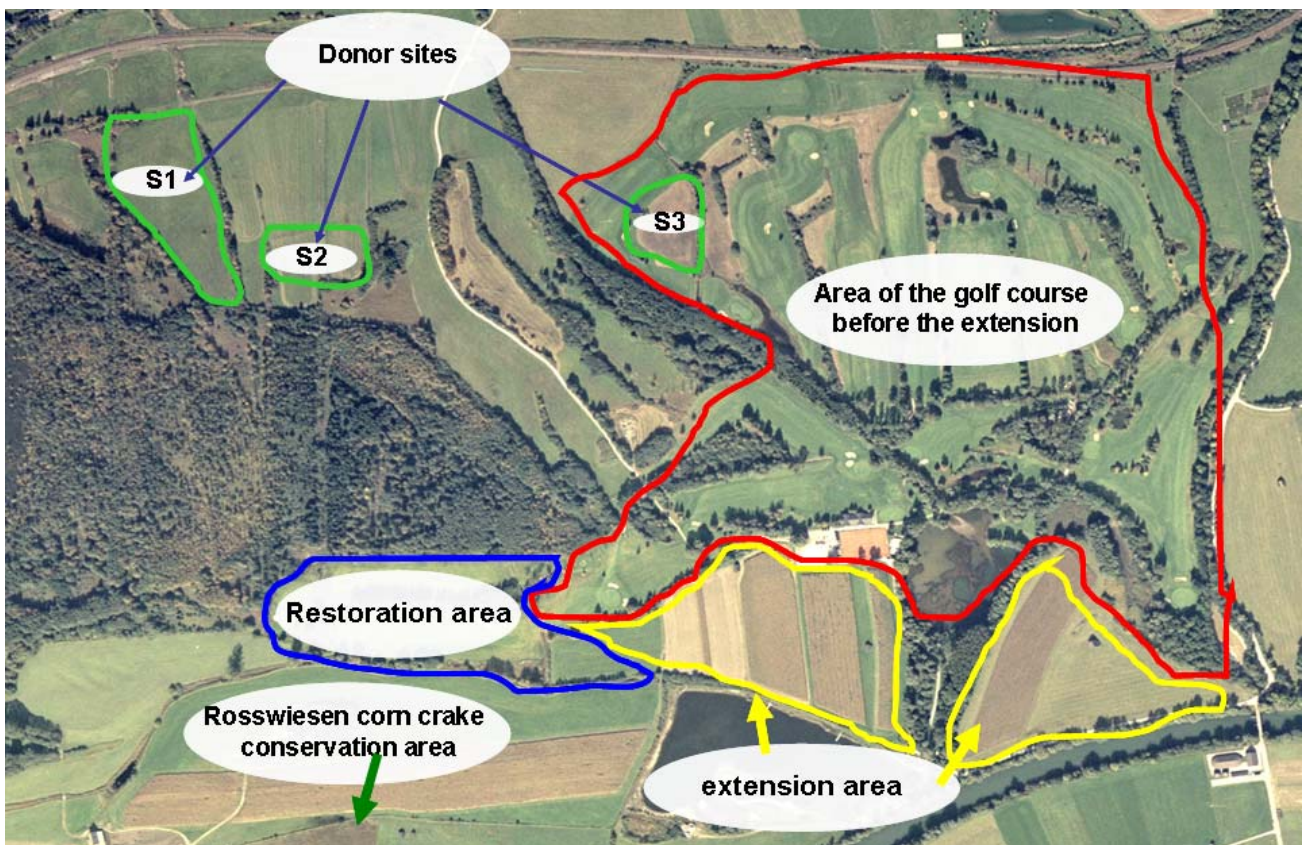 Donor sites
S1
S2
S3
Area of the golf course
before the extension
Restoration area
Rosswiesen corn crake
conservation area
extension area